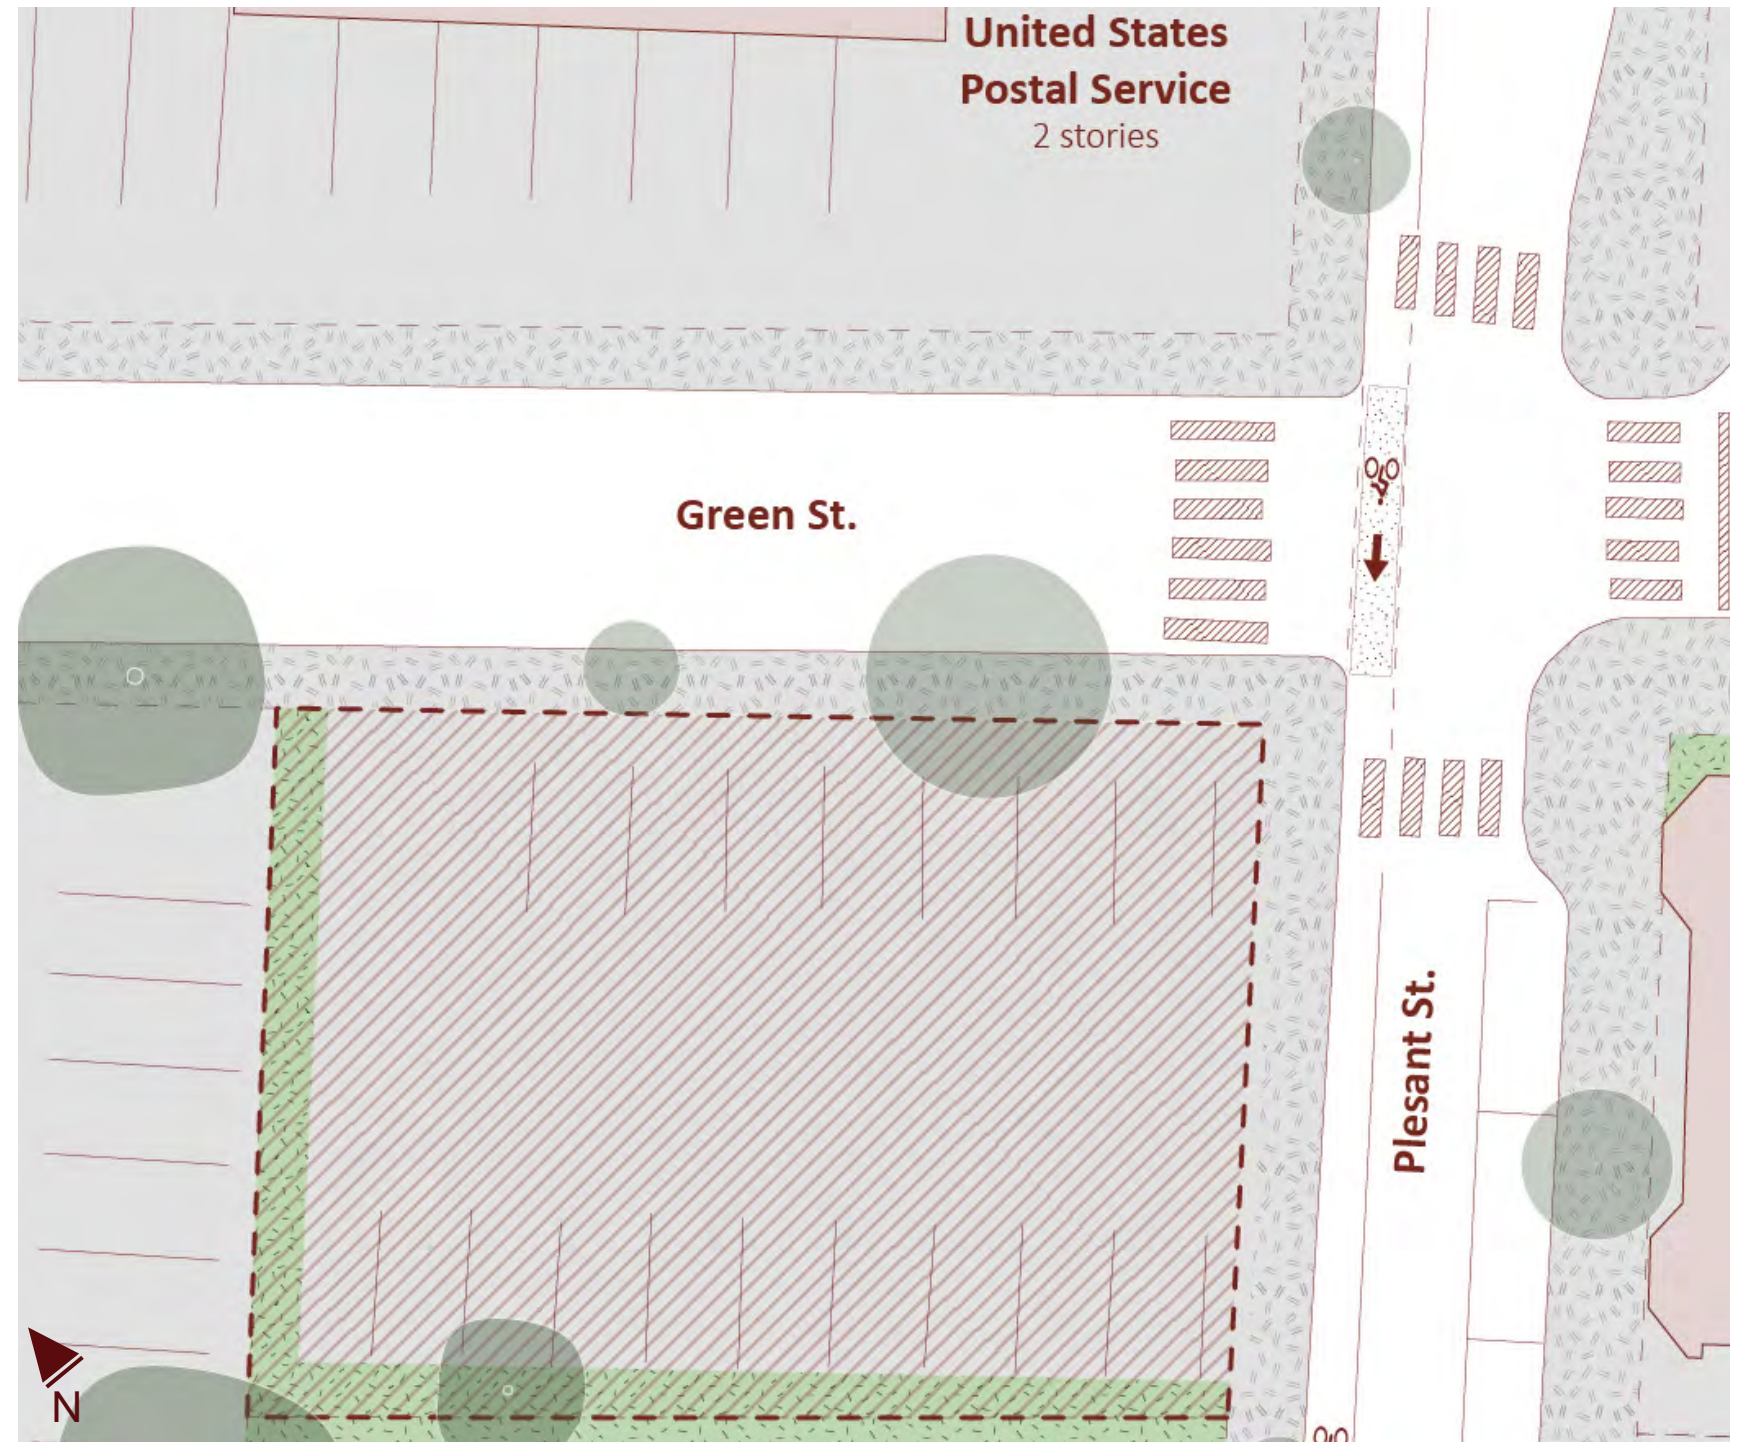 United States
Postal Service
2 stories
Green St.
Plesant St.
N